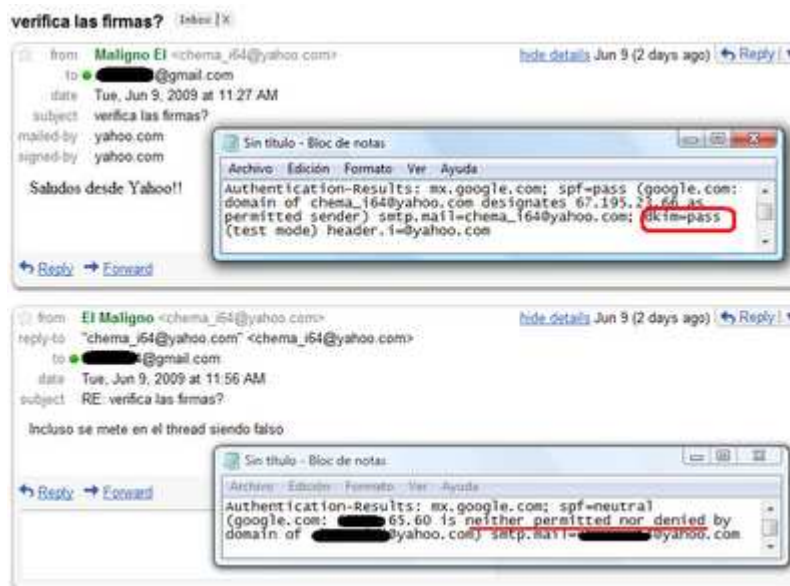 verifica las firmas? Inbox | X
from Maligno El <chema_i64@yahoo.com> hide details Jun 9 (2 days ago) Reply
to @gmail.com
date Tue, Jun 9, 2009 at 11:27 AM
subject verifica las firmas?
mailed-by yahoo.com
signed-by yahoo.com
Saludos desde Yahoo!!
Sin título - Bloc de notas
Archivo Edición Formato Ver Ayuda
Authentication-Results: mx.google.com; spf=pass (google.com:
domain of chema_i64@yahoo.com designates as
permitted sender) smtp.mail=chema_i64@yahoo.com; dkim=pass
(test mode) header.i=@yahoo.com
Reply Forward
from El Maligno <chema_i64@yahoo.com> hide details Jun 9 (2 days ago) Reply
reply-to "chema_i64@yahoo.com" <chema_i64@yahoo.com>
to @gmail.com
date Tue, Jun 9, 2009 at 11:56 AM
subject RE: verifica las firmas?
Incluso se mete en el thread siendo falso
Sin título - Bloc de notas
Archivo Edición Formato Ver Ayuda
Authentication-Results: mx.google.com; spf=neutral
(google.com: 65.60 is neither permitted nor denied by
domain of @yahoo.com) smtp.mail= @yahoo.com
Reply Forward